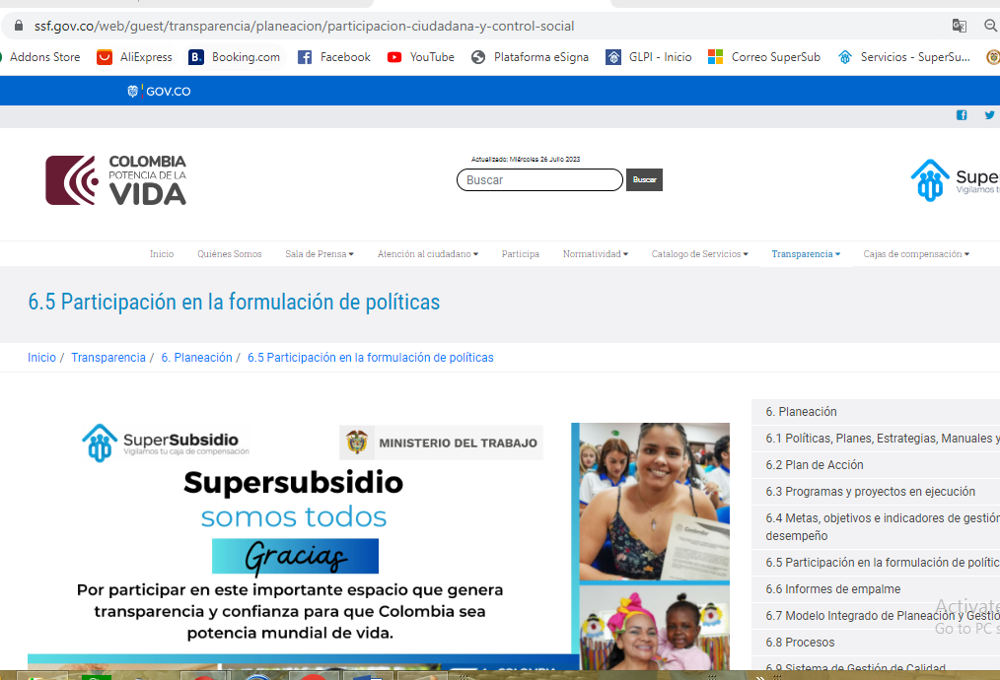 ssf.gov.co/web/guest/transparencia/planeacion/participacion-ciudadana-y-control-social
Addons Store AliExpress B. Booking.com Facebook YouTube Plataforma eSigna GLPI - Inicio Correo SuperSub Servicios - SuperSu...
GOV.CO
Actualizado: Miércoles 26 Julio 2023
COLOMBIA
POTENCIA DE LA
VIDA
Buscar Buscar
Super
Vigilamos t
Inicio Quiénes Somos Sala de Prensa Atención al ciudadano Participa Normatividad Catalogo de Servicios Transparencia Cajas de compensación
6.5 Participación en la formulación de políticas
Inicio / Transparencia / 6. Planeación / 6.5 Participación en la formulación de políticas
SuperSubsidio
Vigilamos tu caja de compensación
MINISTERIO DEL TRABAJO
Supersubsidio
somos todos
Gracias
Por participar en este importante espacio que genera
transparencia y confianza para que Colombia sea
potencia mundial de vida.
COLOMBIA
6. Planeación
6.1 Políticas, Planes, Estrategias, Manuales y
6.2 Plan de Acción
6.3 Programas y proyectos en ejecución
6.4 Metas, objetivos e indicadores de gestión
desempeño
6.5 Participación en la formulación de polític
6.6 Informes de empalme
6.7 Modelo Integrado de Planeación y Gestió
6.8 Procesos
6.9 Sistema de Gestión de Calidad
Activate
Go to PC s